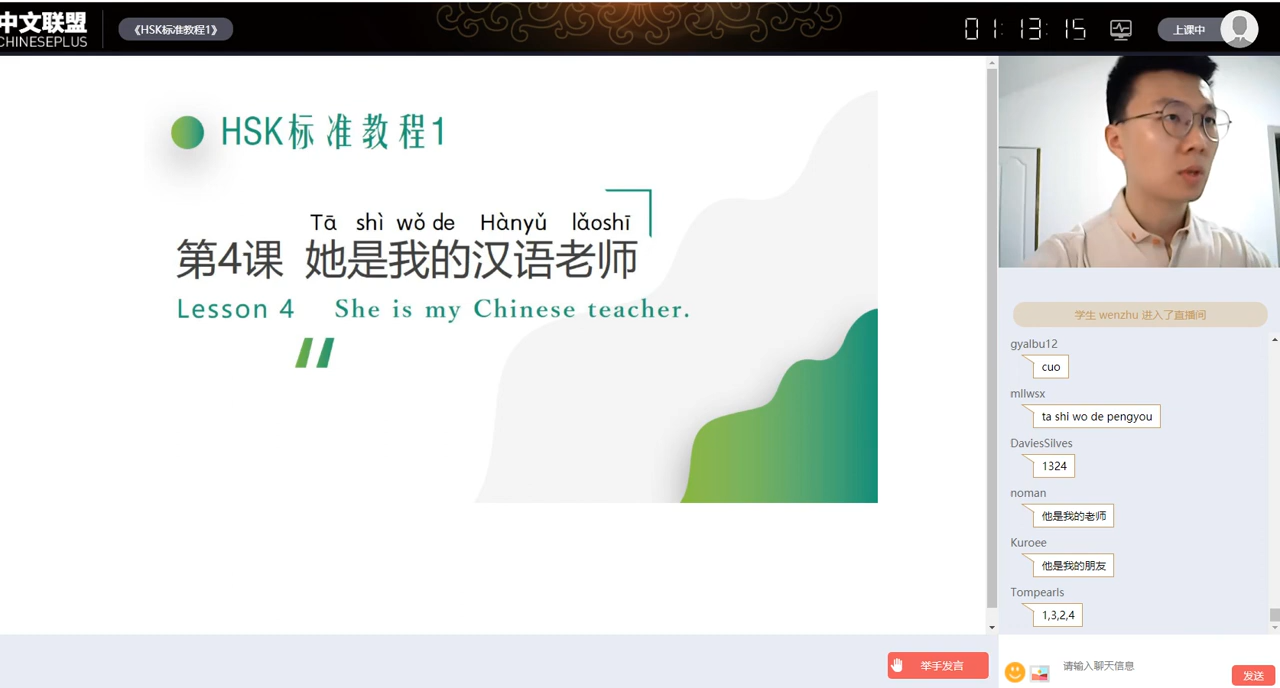 中文联盟
CHINESEPLUS
《HSK标准教程1》
01:13:15
上课中
HSK标准教程1
Tā shì wǒ de Hànyǔ lǎoshī
第4课 她是我的汉语老师
Lesson 4 She is my Chinese teacher.
学生 wenzhu 进入了直播间
gyalbu12
cuo
mllwsx
ta shi wo de pengyou
DaviesSilves
1324
noman
他是我的老师
Kuroee
他是我的朋友
Tompearls
1,3,2,4
举手发言
请输入聊天信息
发送